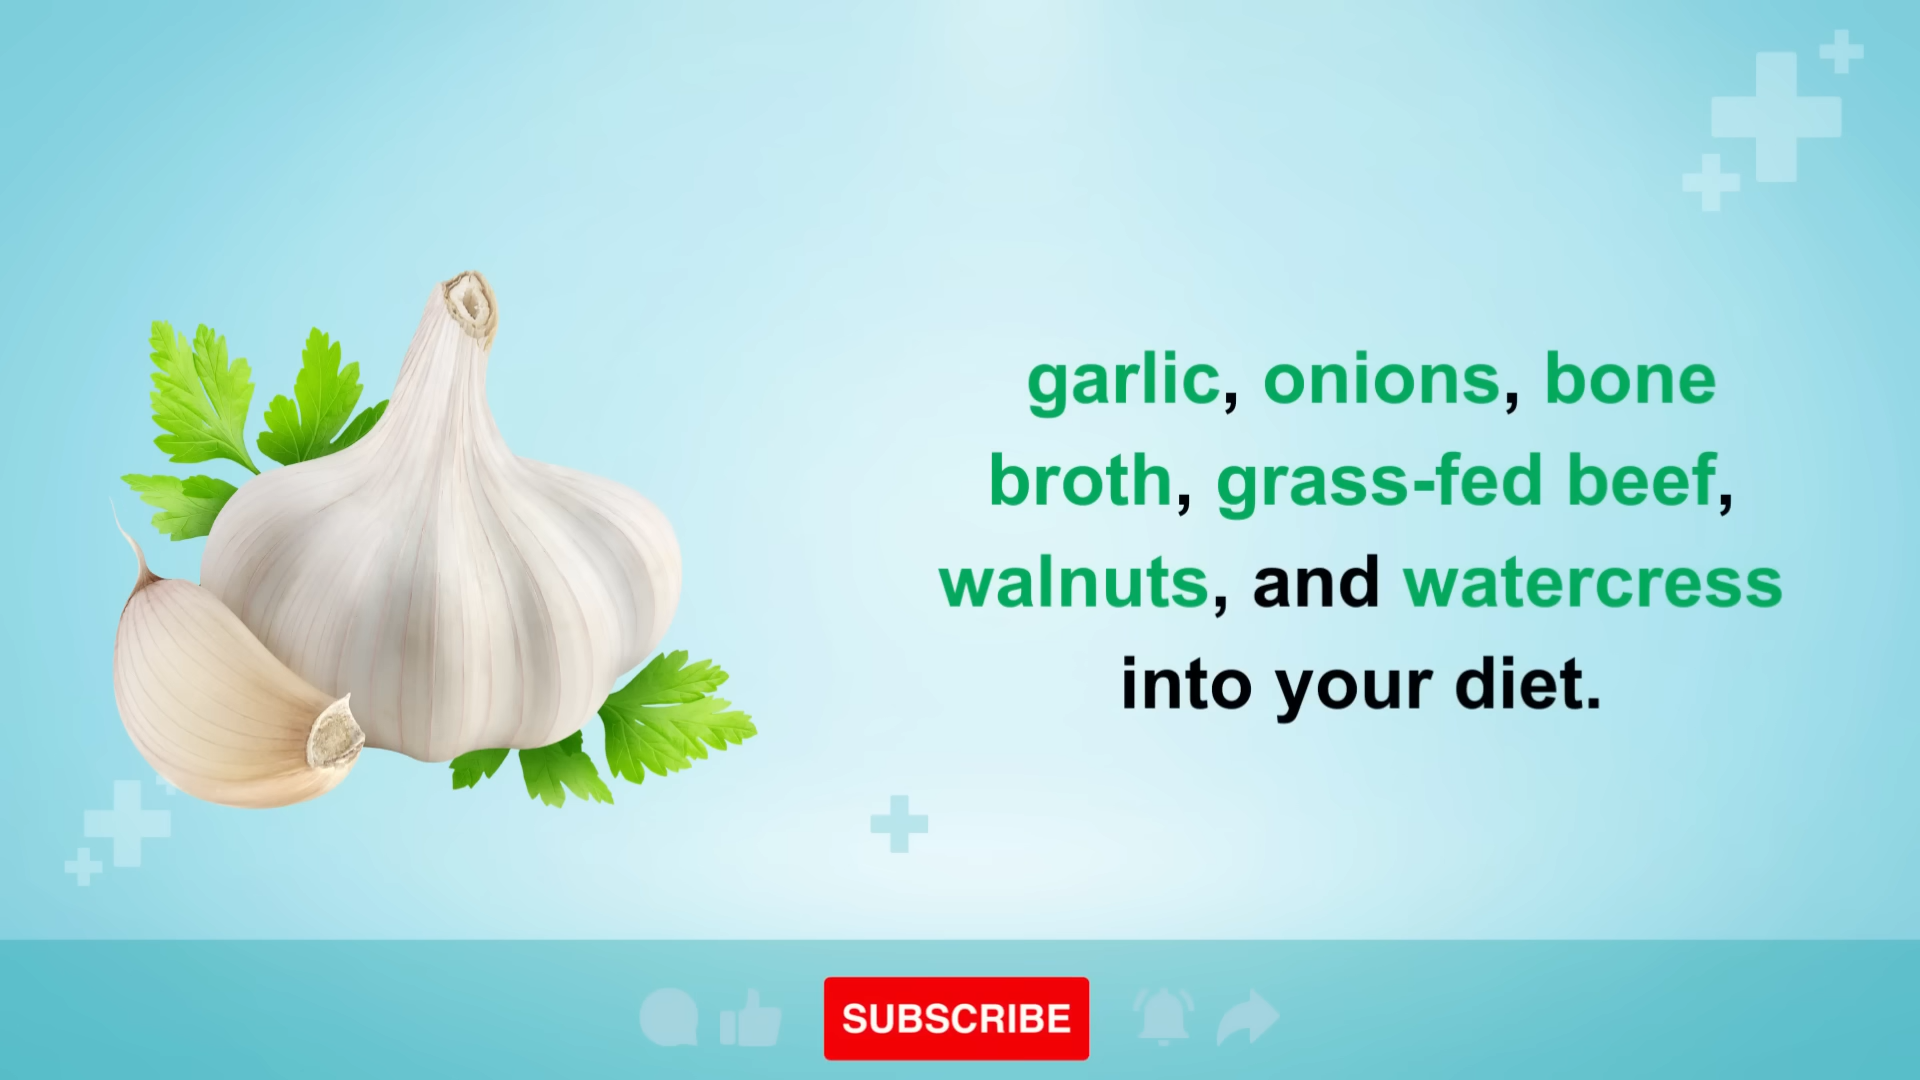 garlic, onions, bone
broth, grass-fed beef,
walnuts, and watercress
into your diet.
SUBSCRIBE